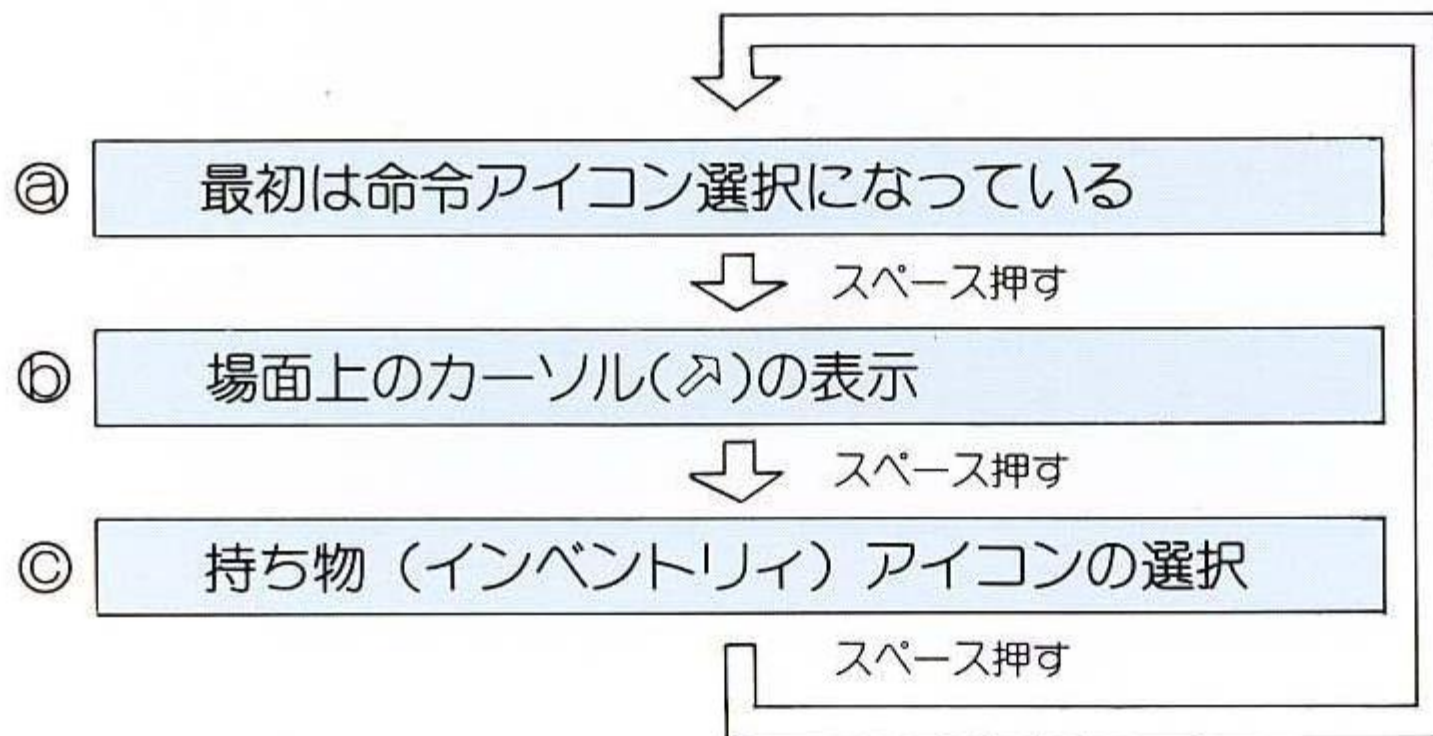 ⓐ 最初は命令アイコン選択になっている
スペース押す
ⓑ 場面上のカーソル(⇗)の表示
スペース押す
ⓒ 持ち物（インベントリィ）アイコンの選択
スペース押す